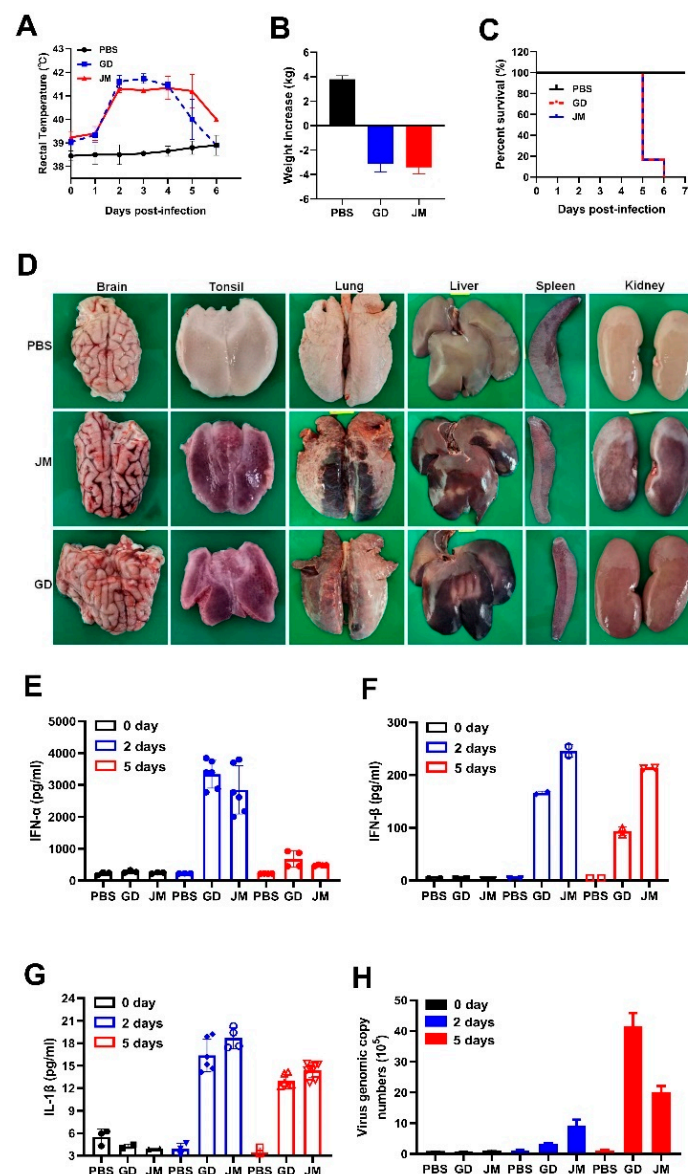 A
Rectal Temperature (°C)
43
42
41
40
39
38
0 1 2 3 4 5 6
Days post-infection
PBS
GD
JM
B
Weight increase (kg)
6
4
2
0
-2
-4
-6
PBS GD JM
C
Percent survival (%)
120
100
80
60
40
20
0
0 1 2 3 4 5 6 7
Days post-infection
PBS
GD
JM
D
Brain Tonsil Lung Liver Spleen Kidney
PBS
JM
GD
E
IFN-α (pg/ml)
5000
4000
3000
2000
1000
0
0 day
2 days
5 days
PBS GD JM PBS GD JM PBS GD JM
F
IFN-β (pg/ml)
300
200
100
0
0 day
2 days
5 days
PBS GD JM PBS GD JM PBS GD JM
G
IL-1β (pg/ml)
24
21
18
15
12
9
6
3
0 day
2 days
5 days
PBS GD JM PBS GD JM PBS GD JM
H
Virus genomic copy
numbers (10⁵)
50
40
30
20
10
0
0 day
2 days
5 days
PBS GD JM PBS GD JM PBS GD JM